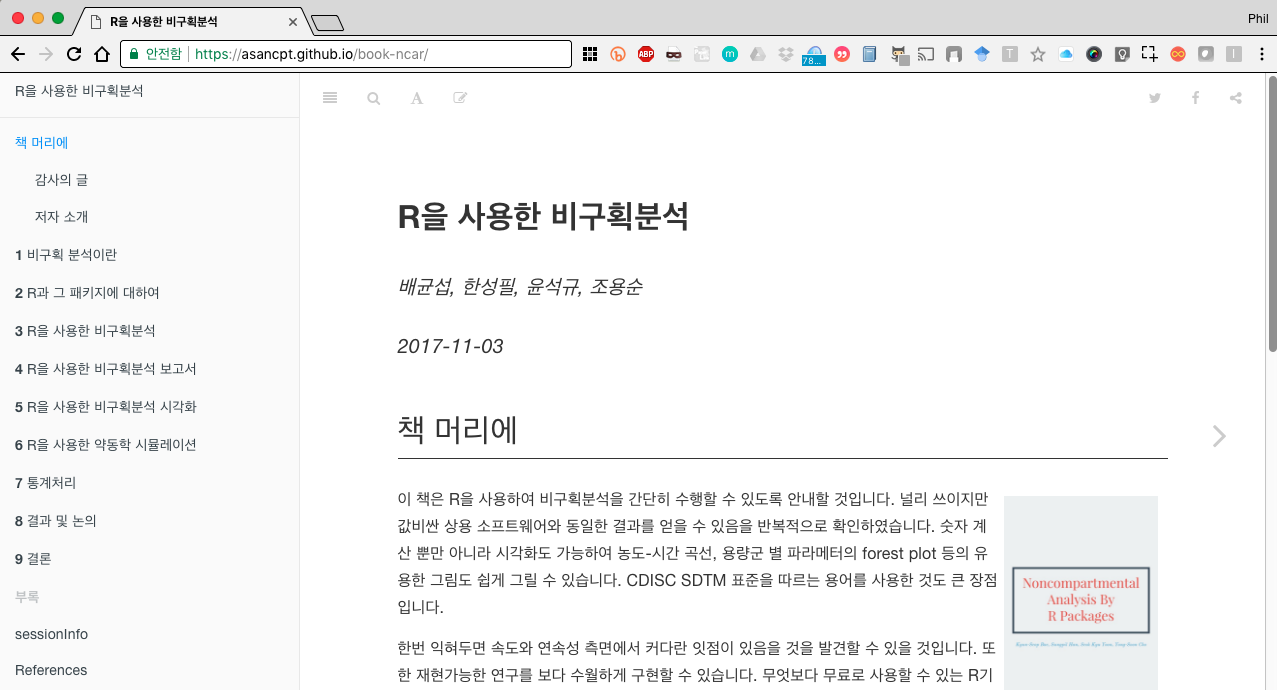 R을 사용한 비구획분석
Phil
안전함 https://asancpt.github.io/book-ncar/
ABP
m
78...
T
I
R을 사용한 비구획분석
책 머리에
감사의 글
저자 소개
1 비구획 분석이란
2 R과 그 패키지에 대하여
3 R을 사용한 비구획분석
4 R을 사용한 비구획분석 보고서
5 R을 사용한 비구획분석 시각화
6 R을 사용한 약동학 시뮬레이션
7 통계처리
8 결과 및 논의
9 결론
부록
sessionInfo
References
A
R을 사용한 비구획분석
배균섭, 한성필, 윤석규, 조용순
2017-11-03
책 머리에
이 책은 R을 사용하여 비구획분석을 간단히 수행할 수 있도록 안내할 것입니다. 널리 쓰이지만
값비싼 상용 소프트웨어와 동일한 결과를 얻을 수 있음을 반복적으로 확인하였습니다. 숫자 계
산 뿐만 아니라 시각화도 가능하여 농도-시간 곡선, 용량군 별 파라메터의 forest plot 등의 유
용한 그림도 쉽게 그릴 수 있습니다. CDISC SDTM 표준을 따르는 용어를 사용한 것도 큰 장점
입니다.
한번 익혀두면 속도와 연속성 측면에서 커다란 잇점이 있음을 것을 발견할 수 있을 것입니다. 또
한 재현가능한 연구를 보다 수월하게 구현할 수 있습니다. 무엇보다 무료로 사용할 수 있는 R기
Noncompartmental
Analysis By
R Packages